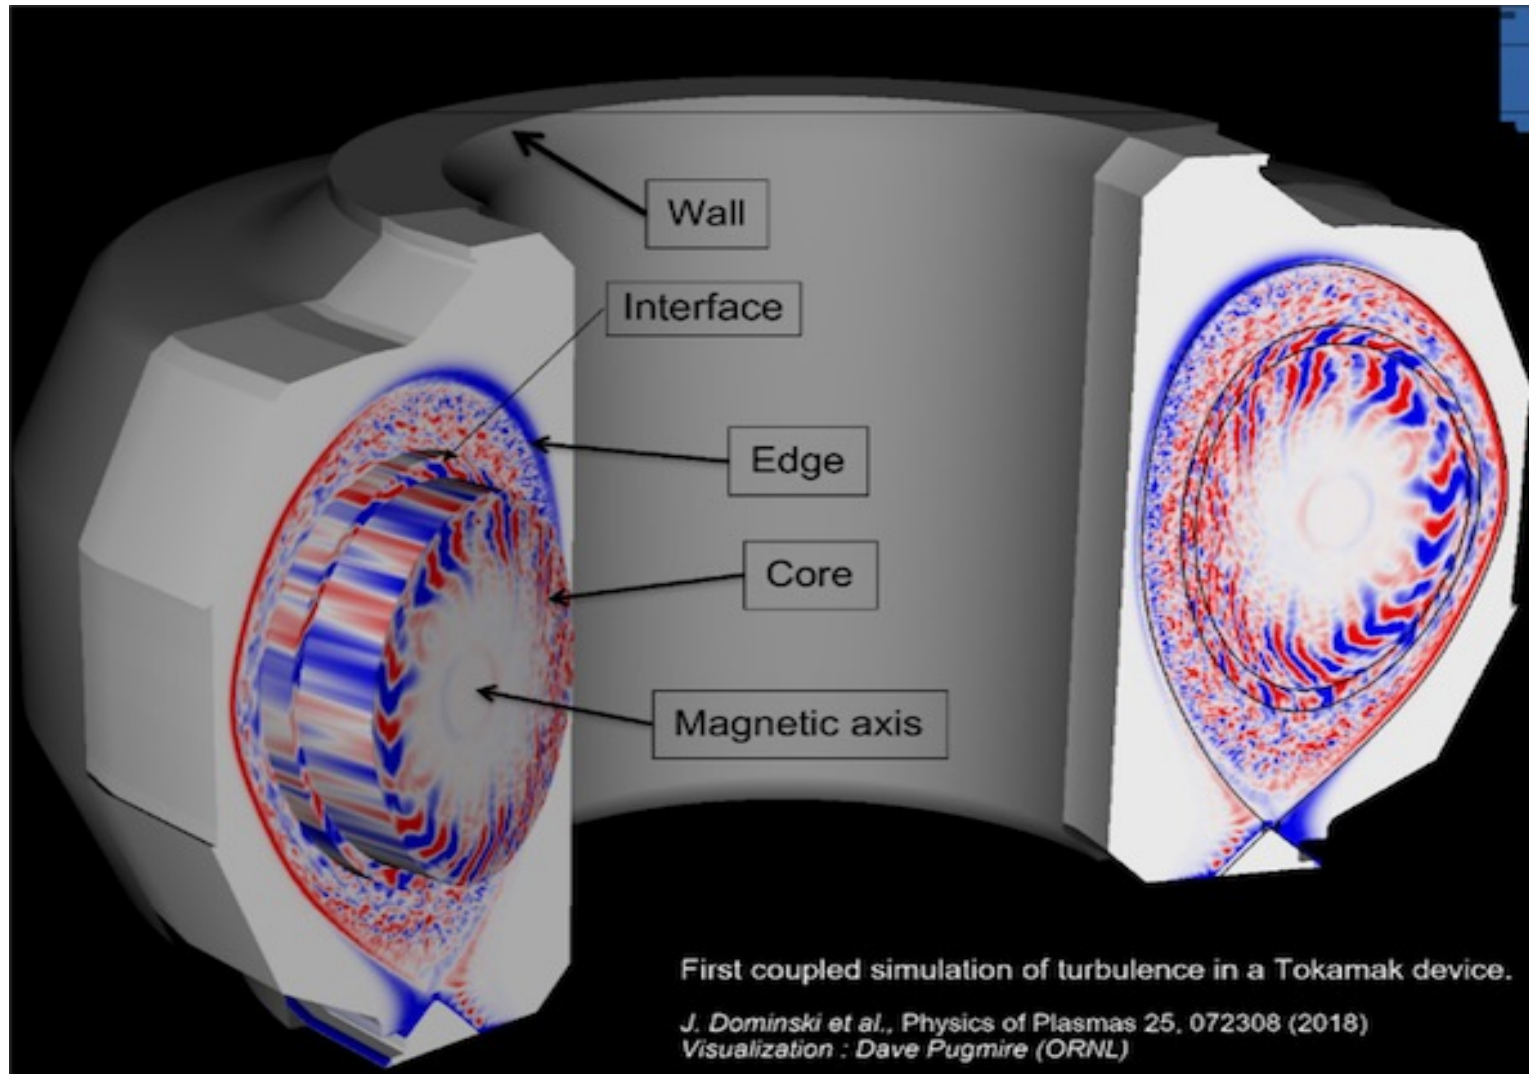 Wall
Interface
Edge
Core
Magnetic axis
First coupled simulation of turbulence in a Tokamak device.
J. Dominski et al., Physics of Plasmas 25, 072308 (2018)
Visualization : Dave Pugmire (ORNL)